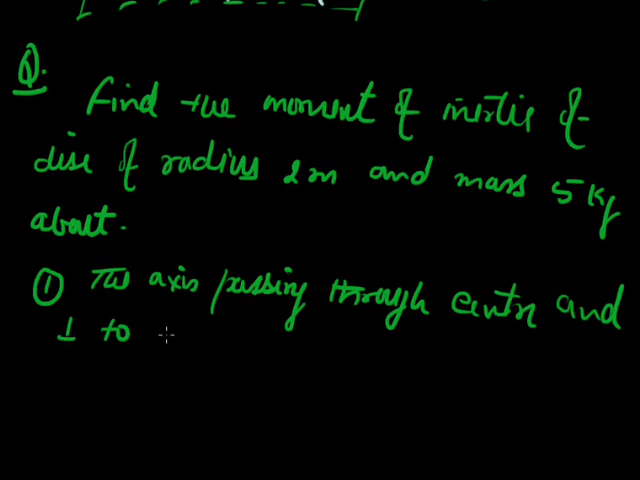 Q.
Find the moment of inertia of
disc of radius 2m and mass 5 Kg
about.
① The axis passing through centre and
⊥ to